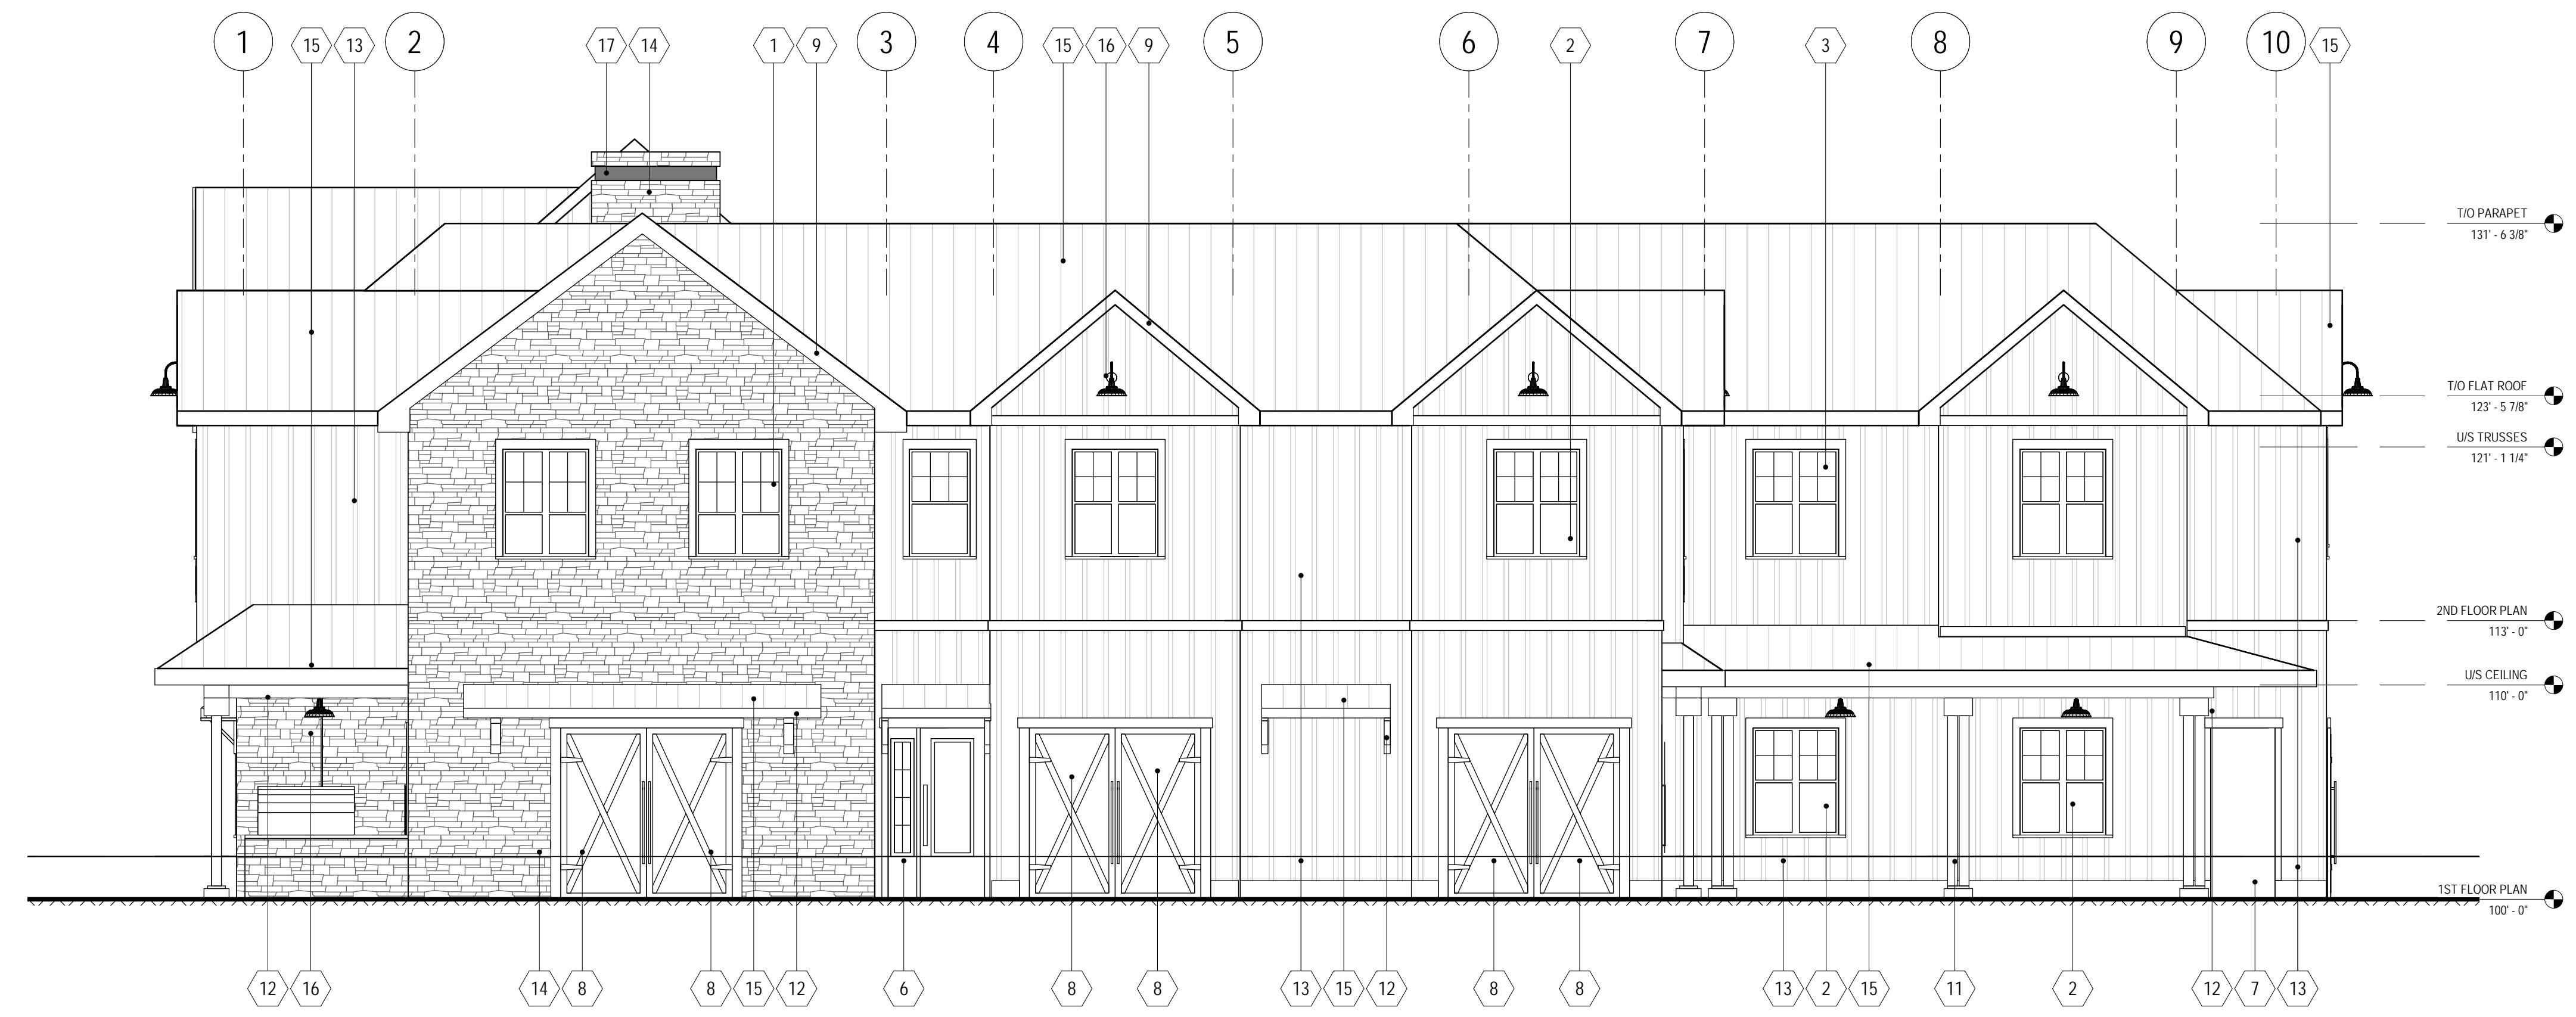 1 15 13 2 17 14 1 9 3 4 15 16 9 5 6 2 7 3 8 9 10 15
T/O PARAPET
131' - 6 3/8"
T/O FLAT ROOF
123' - 5 7/8"
U/S TRUSSES
121' - 1 1/4"
2ND FLOOR PLAN
113' - 0"
U/S CEILING
110' - 0"
1ST FLOOR PLAN
100' - 0"
12 16 14 8 8 15 12 6 8 8 13 15 12 8 8 13 2 15 11 2 12 7 13